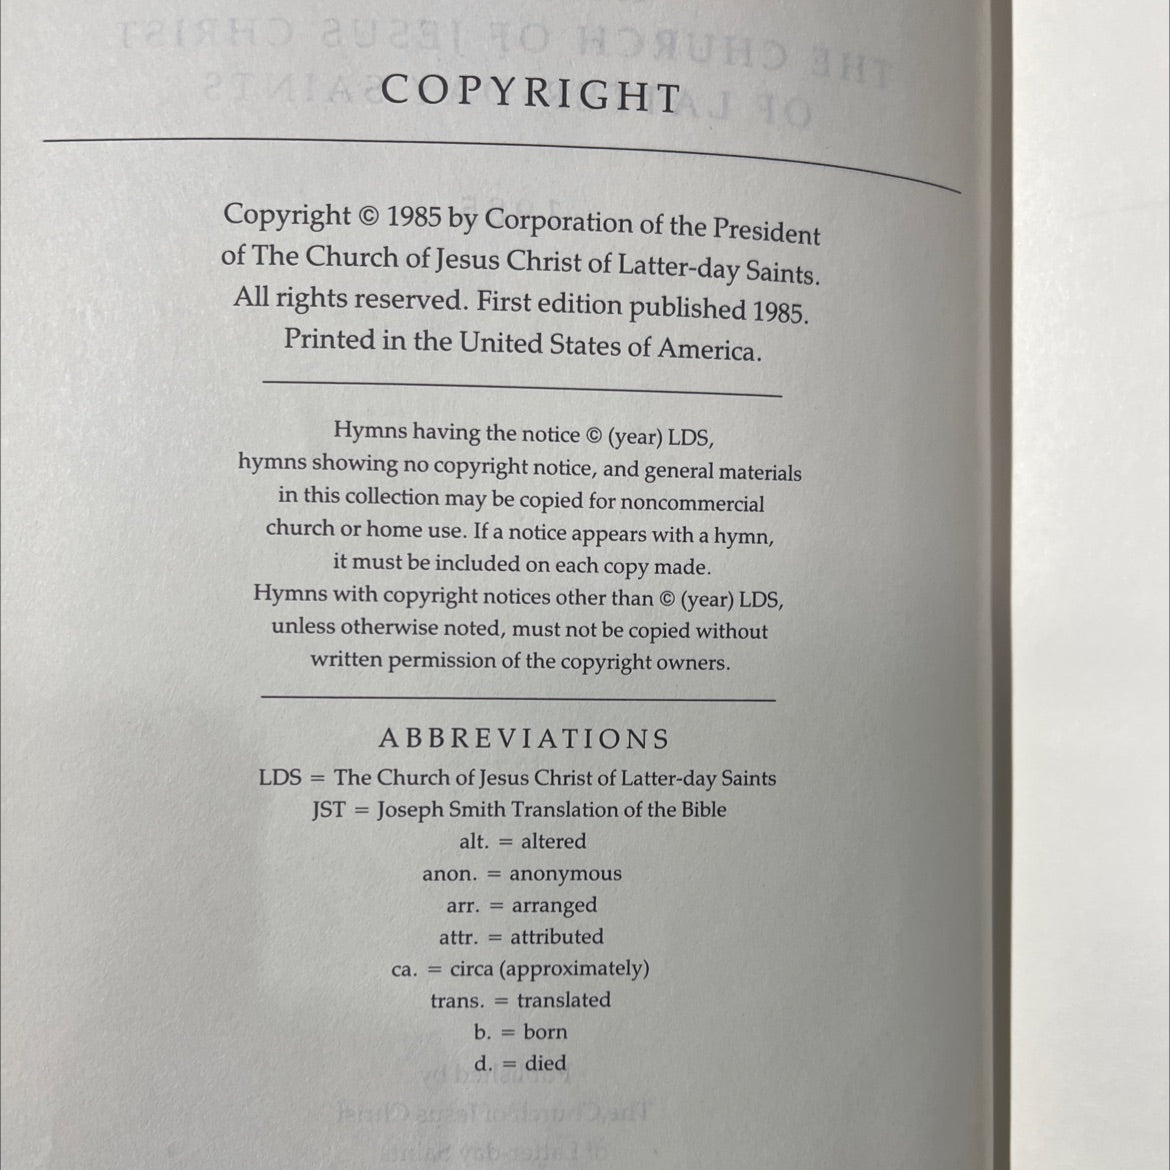 COPYRIGHT
Copyright © 1985 by Corporation of the President
of The Church of Jesus Christ of Latter-day Saints.
All rights reserved. First edition published 1985.
Printed in the United States of America.
Hymns having the notice © (year) LDS,
hymns showing no copyright notice, and general materials
in this collection may be copied for noncommercial
church or home use. If a notice appears with a hymn,
it must be included on each copy made.
Hymns with copyright notices other than © (year) LDS,
unless otherwise noted, must not be copied without
written permission of the copyright owners.
ABBREVIATIONS
LDS = The Church of Jesus Christ of Latter-day Saints
JST = Joseph Smith Translation of the Bible
alt. = altered
anon. = anonymous
arr. = arranged
attr. = attributed
ca. = circa (approximately)
trans. = translated
b. = born
d. = died